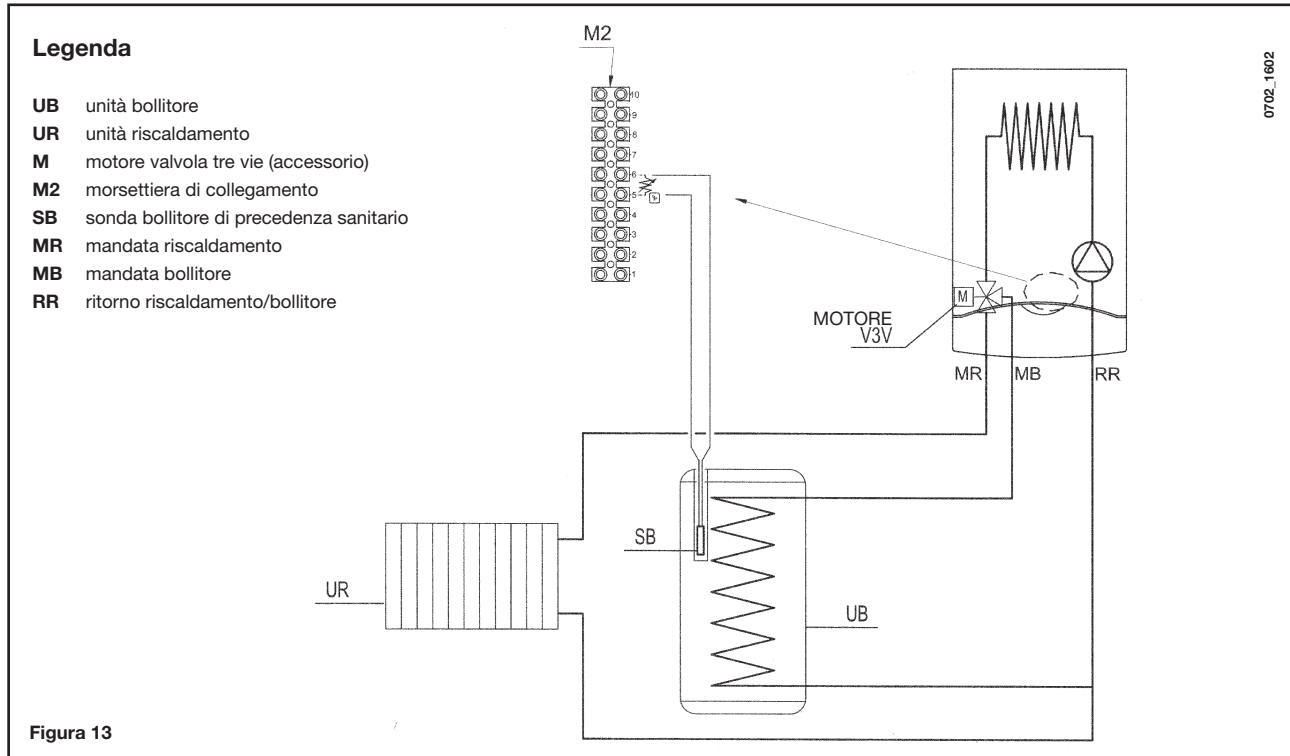 Legenda
UB unità bollitore
UR unità riscaldamento
M motore valvola tre vie (accessorio)
M2 morsettiera di collegamento
SB sonda bollitore di precedenza sanitario
MR mandata riscaldamento
MB mandata bollitore
RR ritorno riscaldamento/bollitore
M2
10
9
8
7
6
5
4
3
2
1
0702_1602
M
MOTORE
V3V
MR MB RR
SB
UR
UB
Figura 13